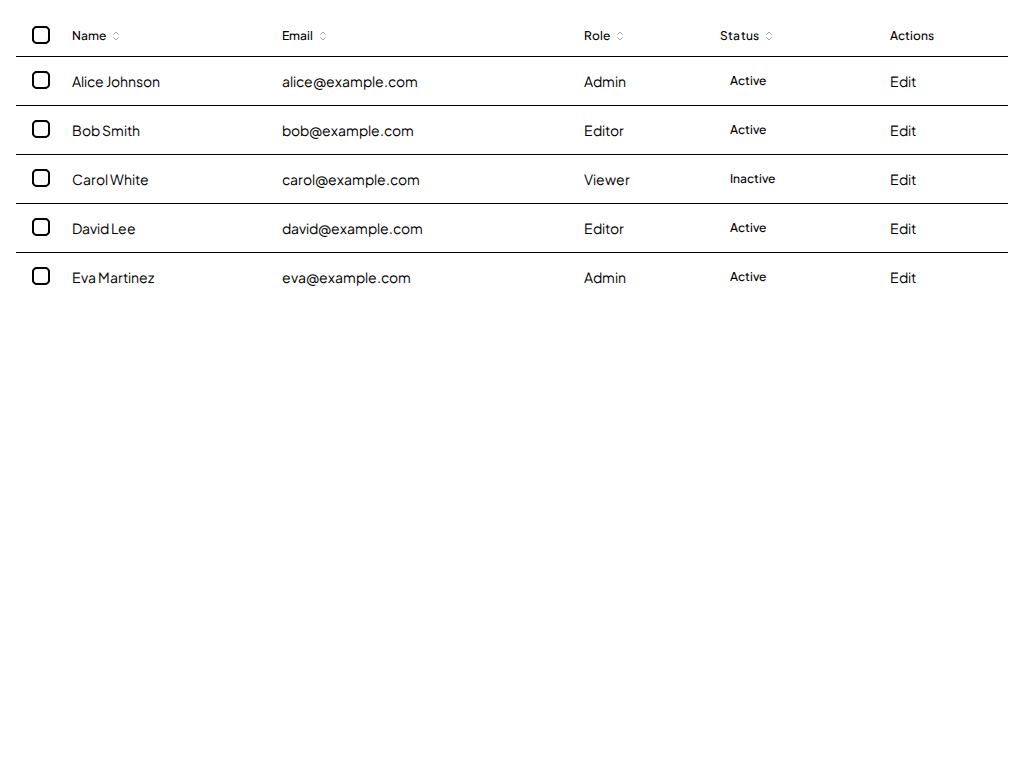 Name Email Role Status Actions
Alice Johnson alice@example.com Admin Active Edit
Bob Smith bob@example.com Editor Active Edit
Carol White carol@example.com Viewer Inactive Edit
David Lee david@example.com Editor Active Edit
Eva Martinez eva@example.com Admin Active Edit